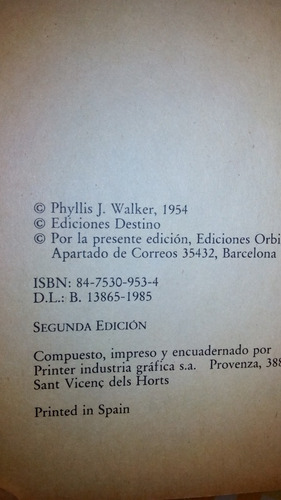 © Phyllis J. Walker, 1954
© Ediciones Destino
© Por la presente edición, Ediciones Orbi
Apartado de Correos 35432, Barcelona
ISBN: 84-7530-953-4
D.L.: B. 13865-1985
SEGUNDA EDICIÓN
Compuesto, impreso y encuadernado por
Printer industria gráfica s.a. Provenza, 388
Sant Vicenç dels Horts
Printed in Spain